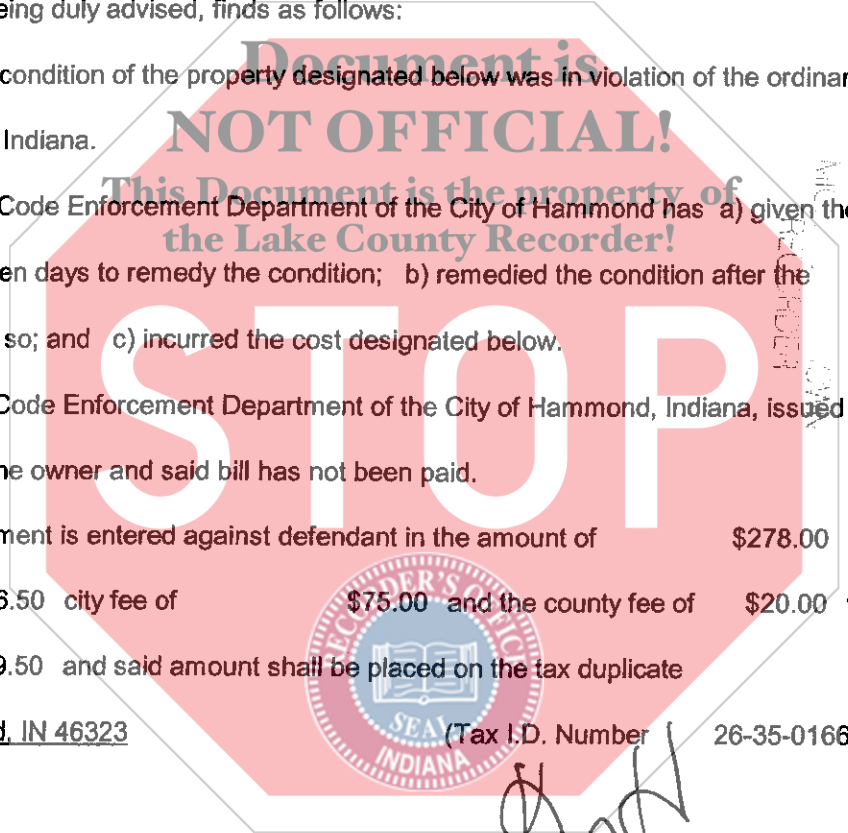 eing duly advised, finds as follows:
Document is
condition of the property designated below was in violation of the ordinar
NOT OFFICIAL!
Indiana.
This Document is the property of
Code Enforcement Department of the City of Hammond has a) given the
the Lake County Recorder!
en days to remedy the condition; b) remedied the condition after the
so; and c) incurred the cost designated below.
RECORDER
Code Enforcement Department of the City of Hammond, Indiana, issued
STOP
ne owner and said bill has not been paid.
ment is entered against defendant in the amount of $278.00
6.50 city fee of $75.00 and the county fee of $20.00
9.50 and said amount shall be placed on the tax duplicate
d, IN 46323 (Tax I.D. Number 26-35-0166
RECORDER'S OFFIC
SEAL
INDIANA